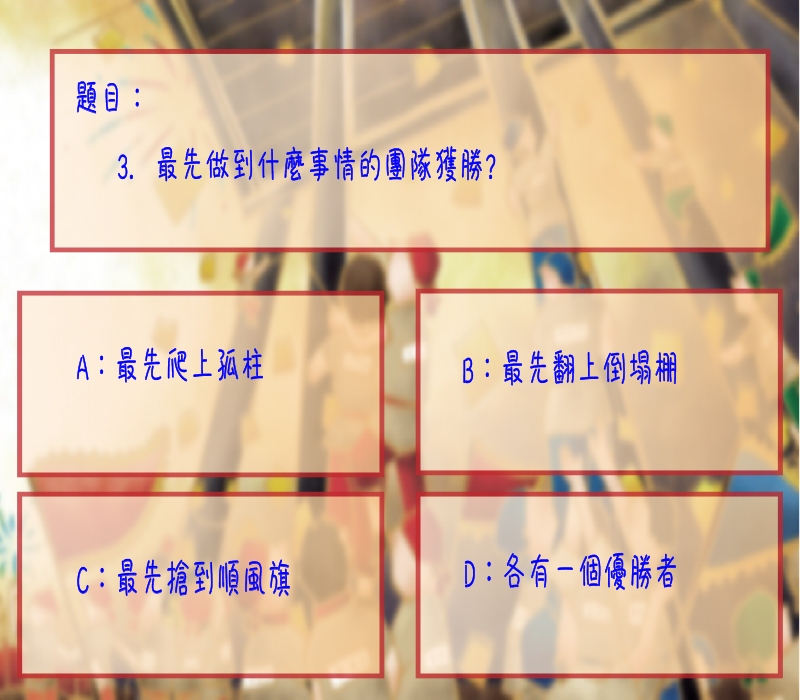 題目：
3. 最先做到什麼事情的團隊獲勝?
A：最先爬上孤柱
B：最先翻上倒塌棚
C：最先搶到順風旗
D：各有一個優勝者